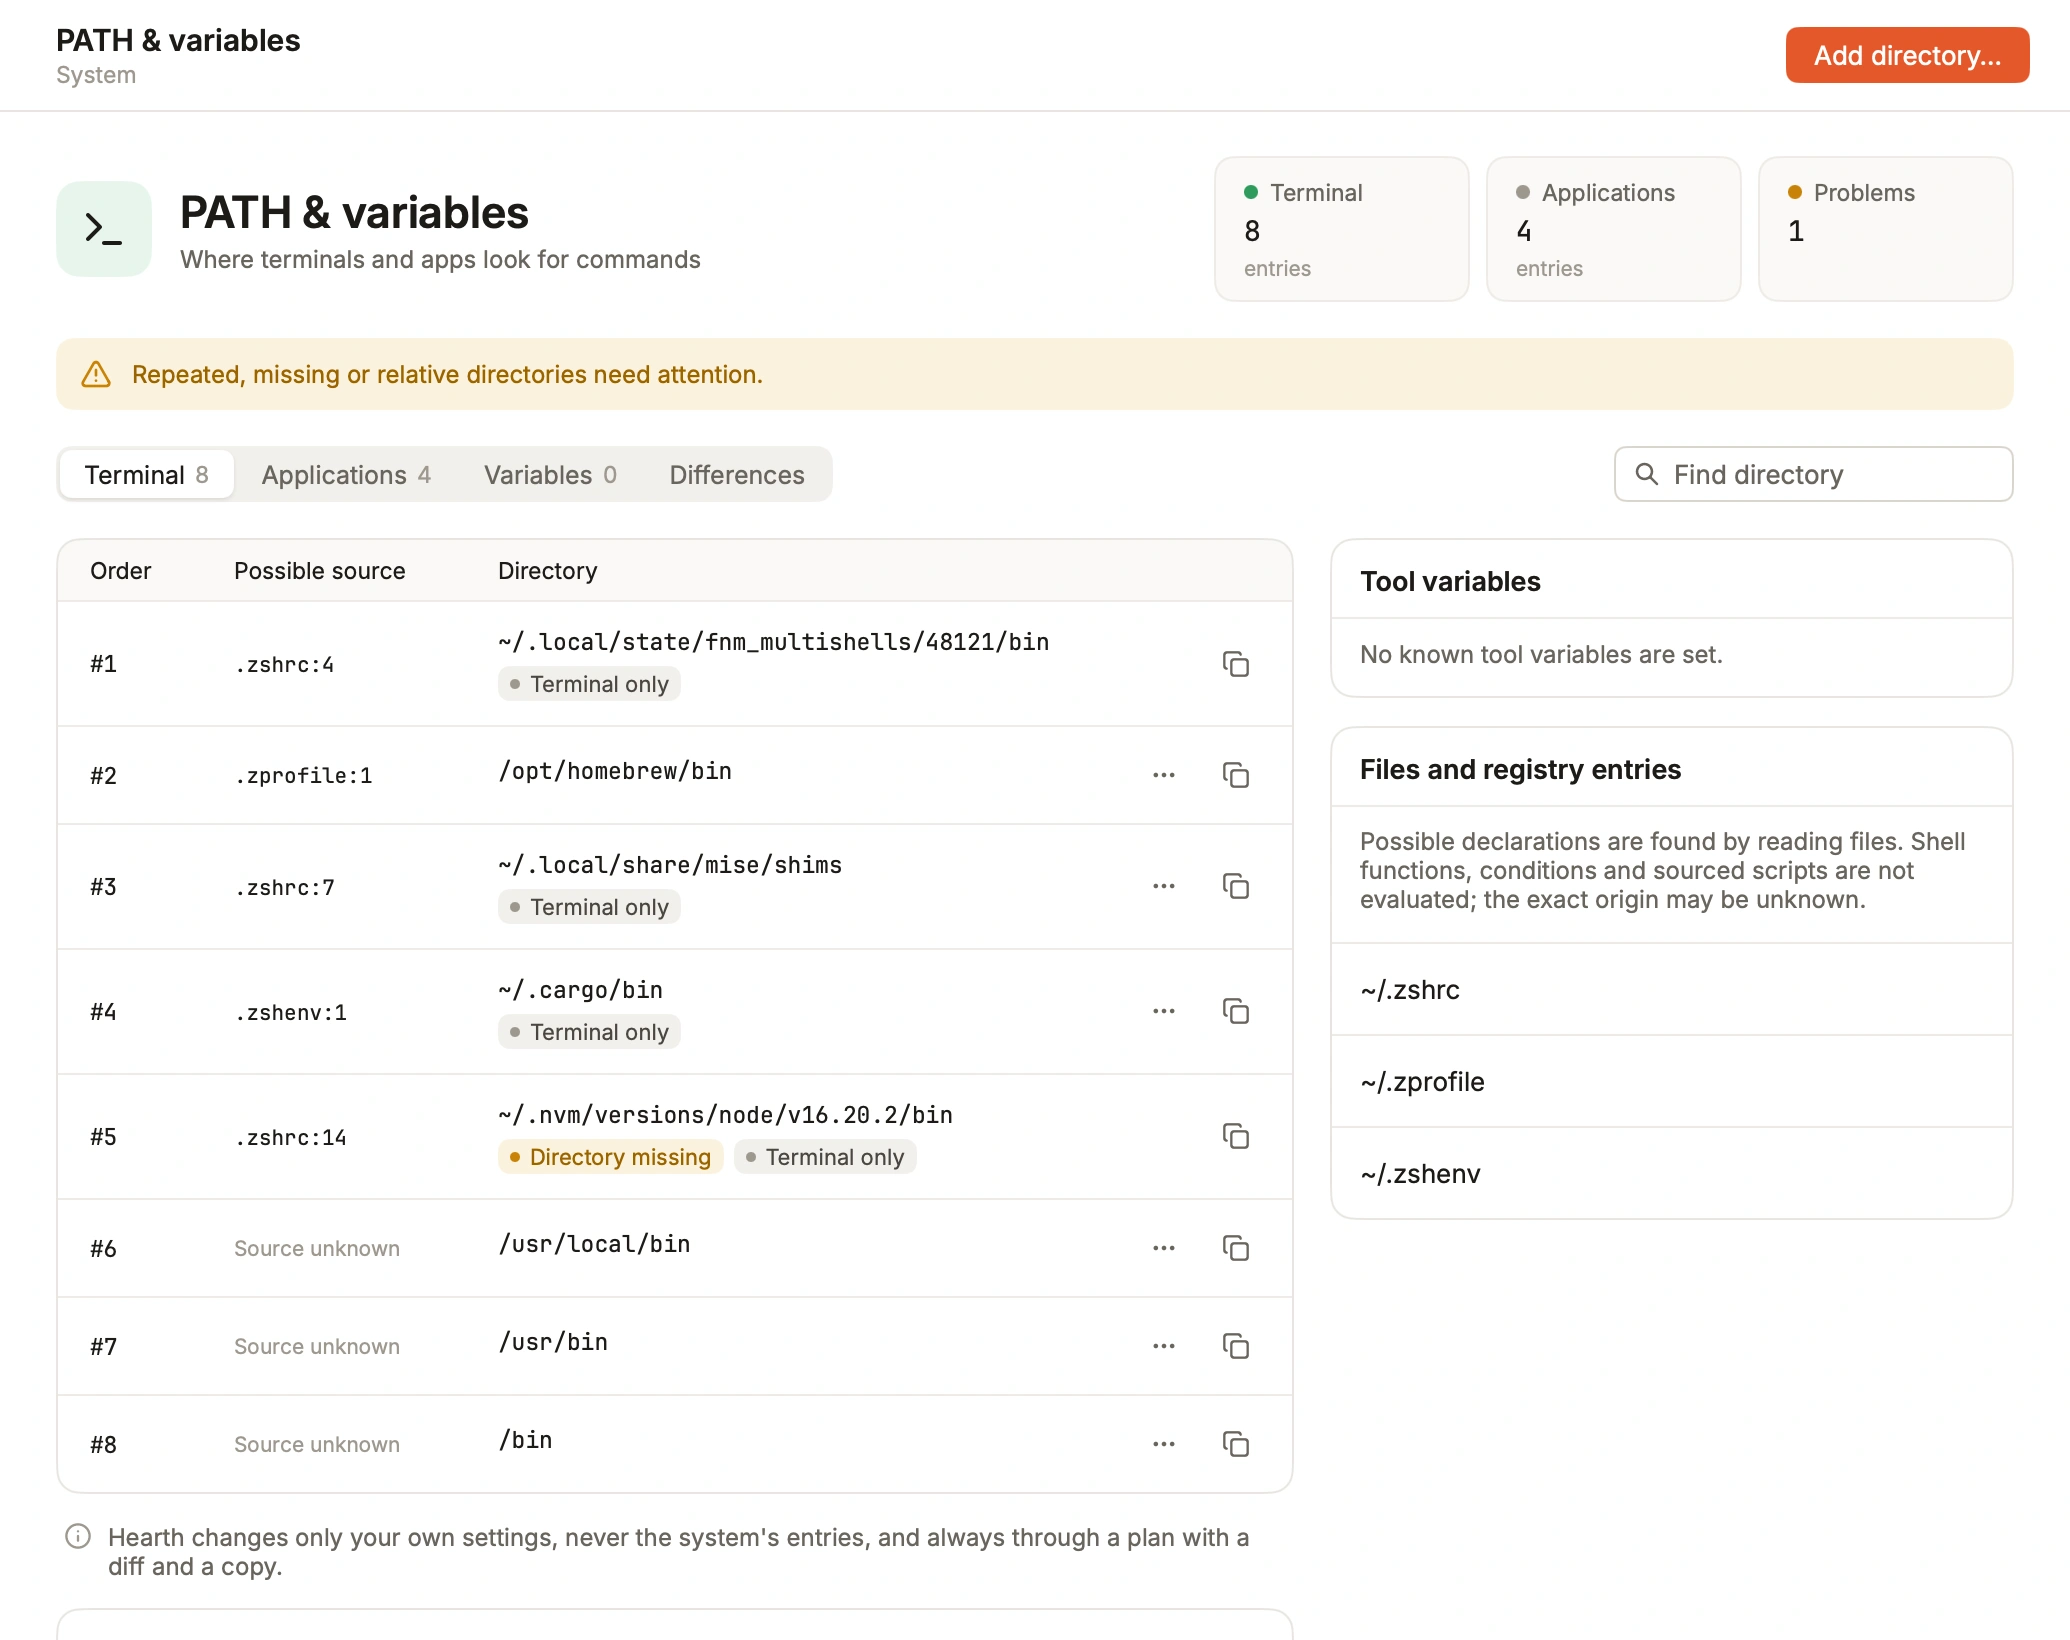 PATH & variables
System
Add directory...
PATH & variables
Where terminals and apps look for commands
Terminal
8
entries
Applications
4
entries
Problems
1
Repeated, missing or relative directories need attention.
Terminal 8
Applications 4
Variables 0
Differences
Find directory
Order Possible source Directory
#1 .zshrc:4 ~/.local/state/fnm_multishells/48121/bin
Terminal only
#2 .zprofile:1 /opt/homebrew/bin
#3 .zshrc:7 ~/.local/share/mise/shims
Terminal only
#4 .zshenv:1 ~/.cargo/bin
Terminal only
#5 .zshrc:14 ~/.nvm/versions/node/v16.20.2/bin
Directory missing Terminal only
#6 Source unknown /usr/local/bin
#7 Source unknown /usr/bin
#8 Source unknown /bin
Hearth changes only your own settings, never the system's entries, and always through a plan with a
diff and a copy.
Tool variables
No known tool variables are set.
Files and registry entries
Possible declarations are found by reading files. Shell
functions, conditions and sourced scripts are not
evaluated; the exact origin may be unknown.
~/.zshrc
~/.zprofile
~/.zshenv